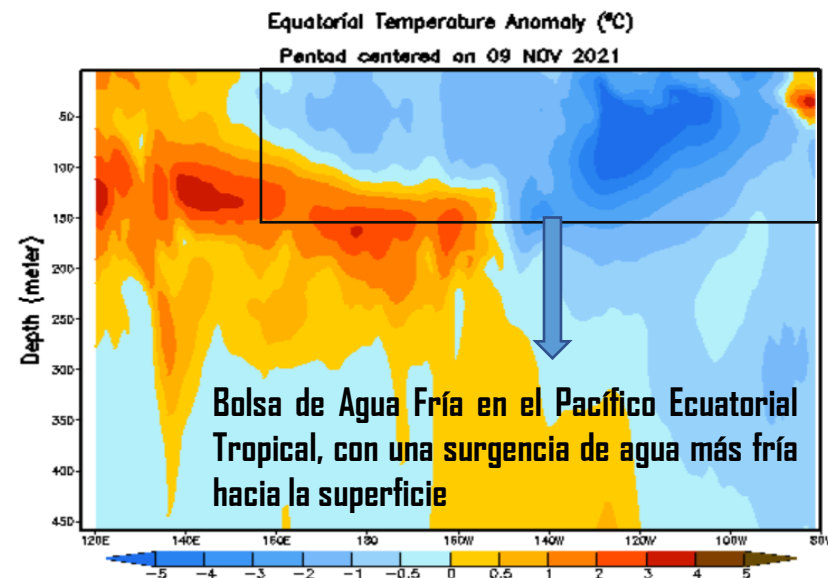 Equatorial Temperature Anomaly (°C)
Pentad centered on 09 NOV 2021
50
100
150
200
250
300
350
400
450
Depth (meter)
Bolsa de Agua Fría en el Pacífico Ecuatorial
Tropical, con una surgencia de agua más fría
hacia la superficie
120E 140E 160E 180 160W 140W 120W 100W 80W
-5 -4 -3 -2 -1 -0.5 0 0.5 1 2 3 4 5